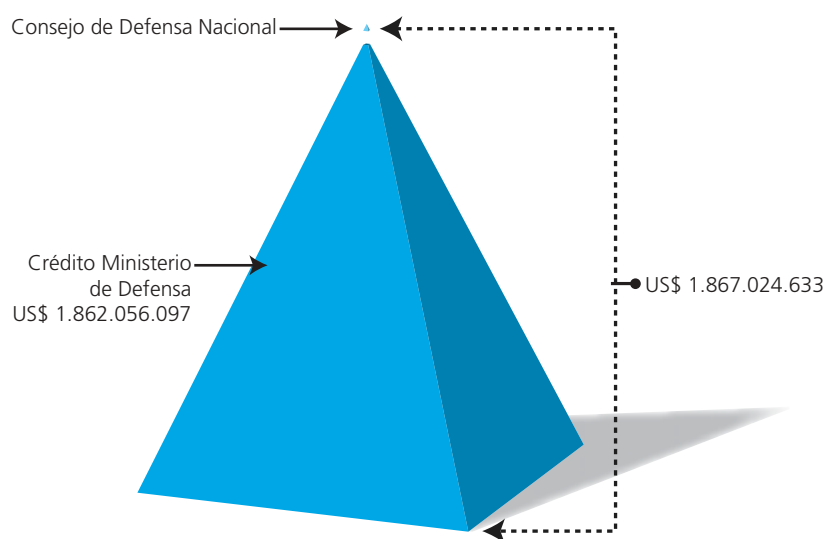 Consejo de Defensa Nacional
Crédito Ministerio
de Defensa
US$ 1.862.056.097
US$ 1.867.024.633